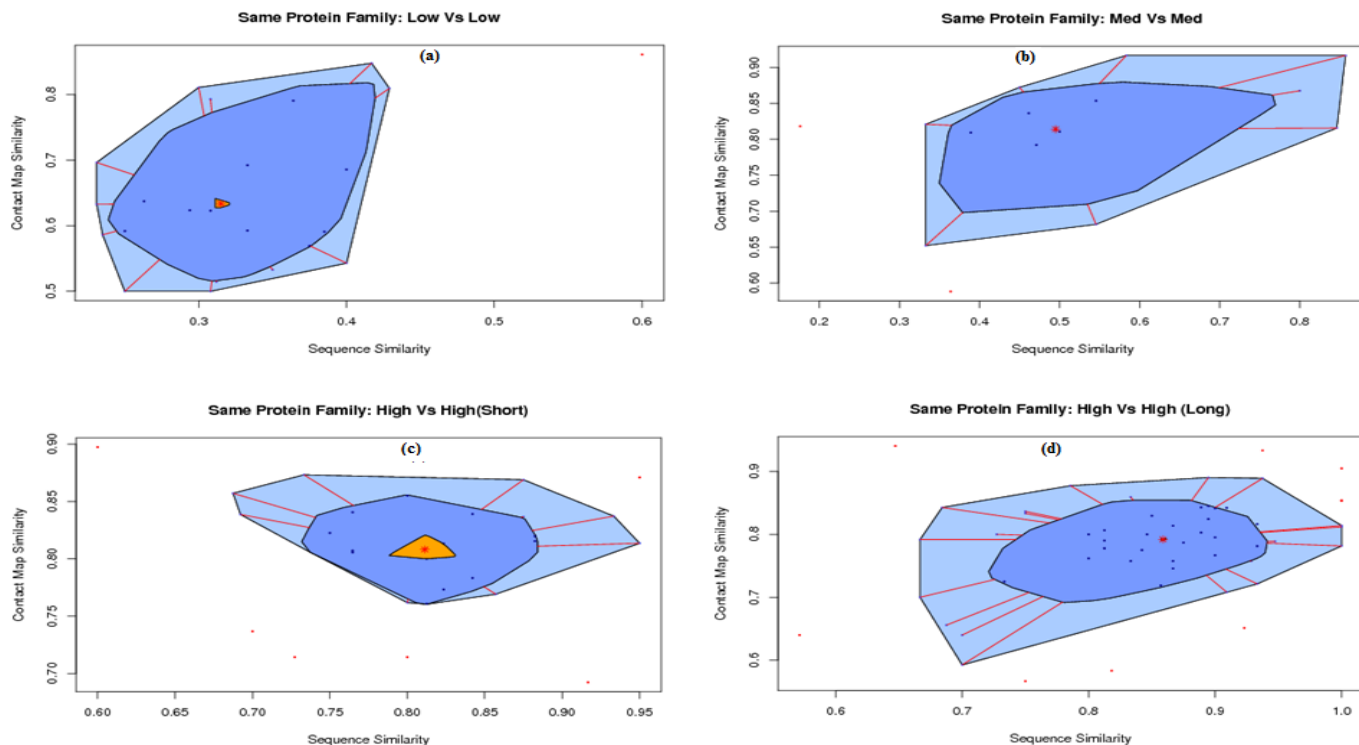 Same Protein Family: Low Vs Low
(a)
Contact Map Similarity
0.8
0.7
0.6
0.5
0.3
0.4
0.5
0.6
Sequence Similarity
Same Protein Family: Med Vs Med
(b)
Contact Map Similarity
0.90
0.85
0.80
0.75
0.70
0.65
0.60
0.2
0.3
0.4
0.5
0.6
0.7
0.8
Sequence Similarity
Same Protein Family: High Vs High(Short)
(c)
Contact Map Similarity
0.90
0.85
0.80
0.75
0.70
0.60
0.65
0.70
0.75
0.80
0.85
0.90
0.95
Sequence Similarity
Same Protein Family: High Vs High (Long)
(d)
Contact Map Similarity
0.9
0.8
0.7
0.6
0.6
0.7
0.8
0.9
1.0
Sequence Similarity